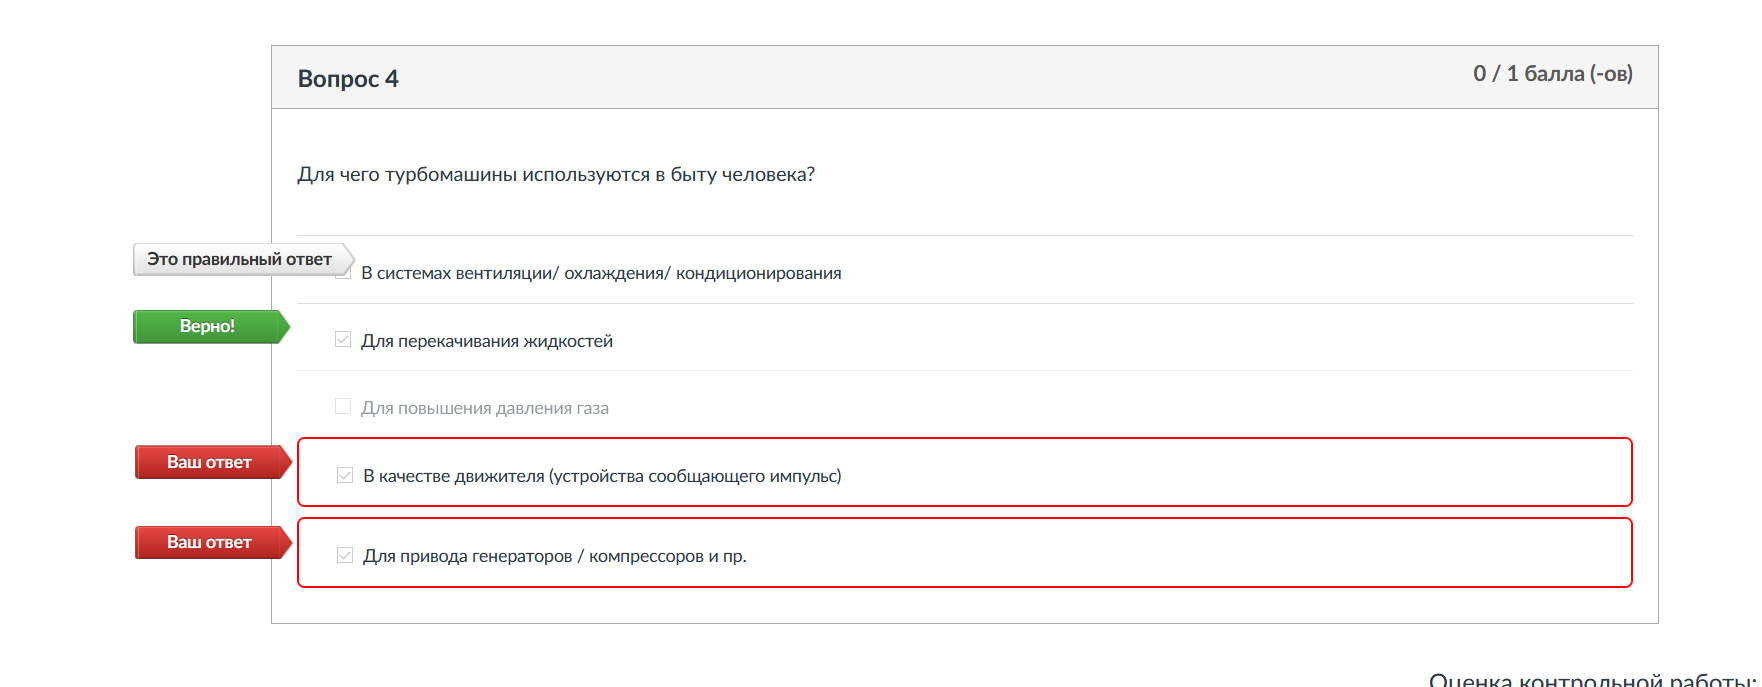 Вопрос 4
0 / 1 балла (-ов)
Для чего турбомашины используются в быту человека?
Это правильный ответ
В системах вентиляции/ охлаждения/ кондиционирования
Верно!
Для перекачивания жидкостей
Для повышения давления газа
Ваш ответ
В качестве движителя (устройства сообщающего импульс)
Ваш ответ
Для привода генераторов / компрессоров и пр.
Оценка контрольной работы: